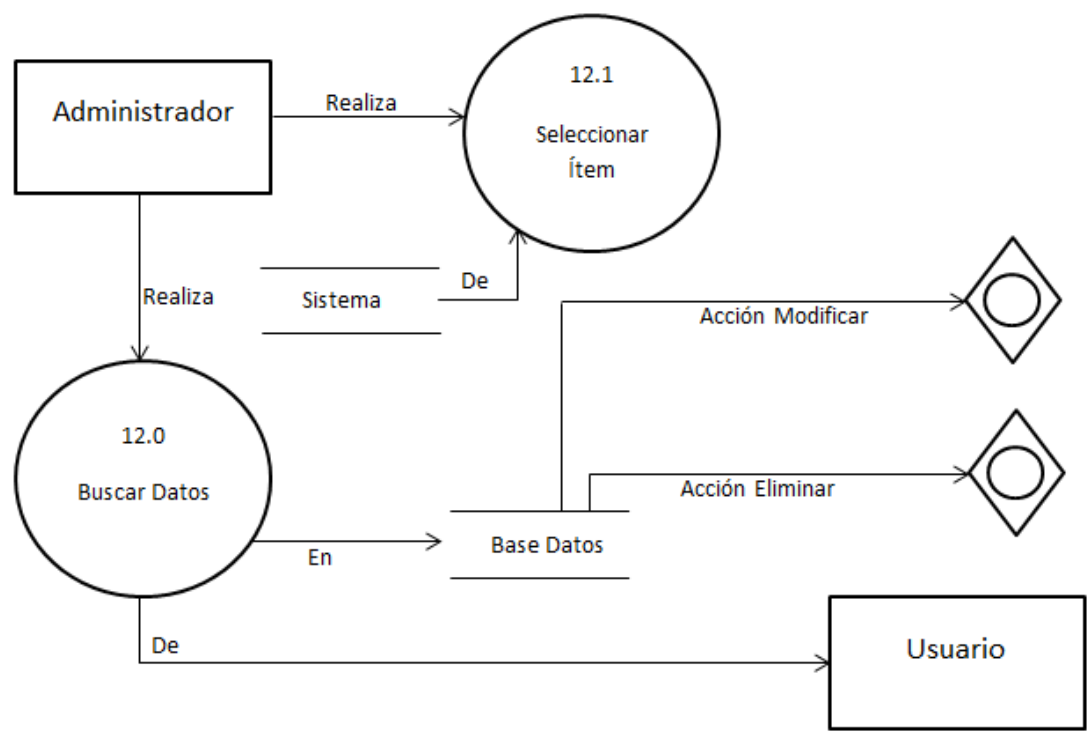 Administrador
Realiza
12.1
Seleccionar
Ítem
Realiza
Sistema
De
Acción Modificar
12.0
Buscar Datos
Acción Eliminar
En
Base Datos
De
Usuario